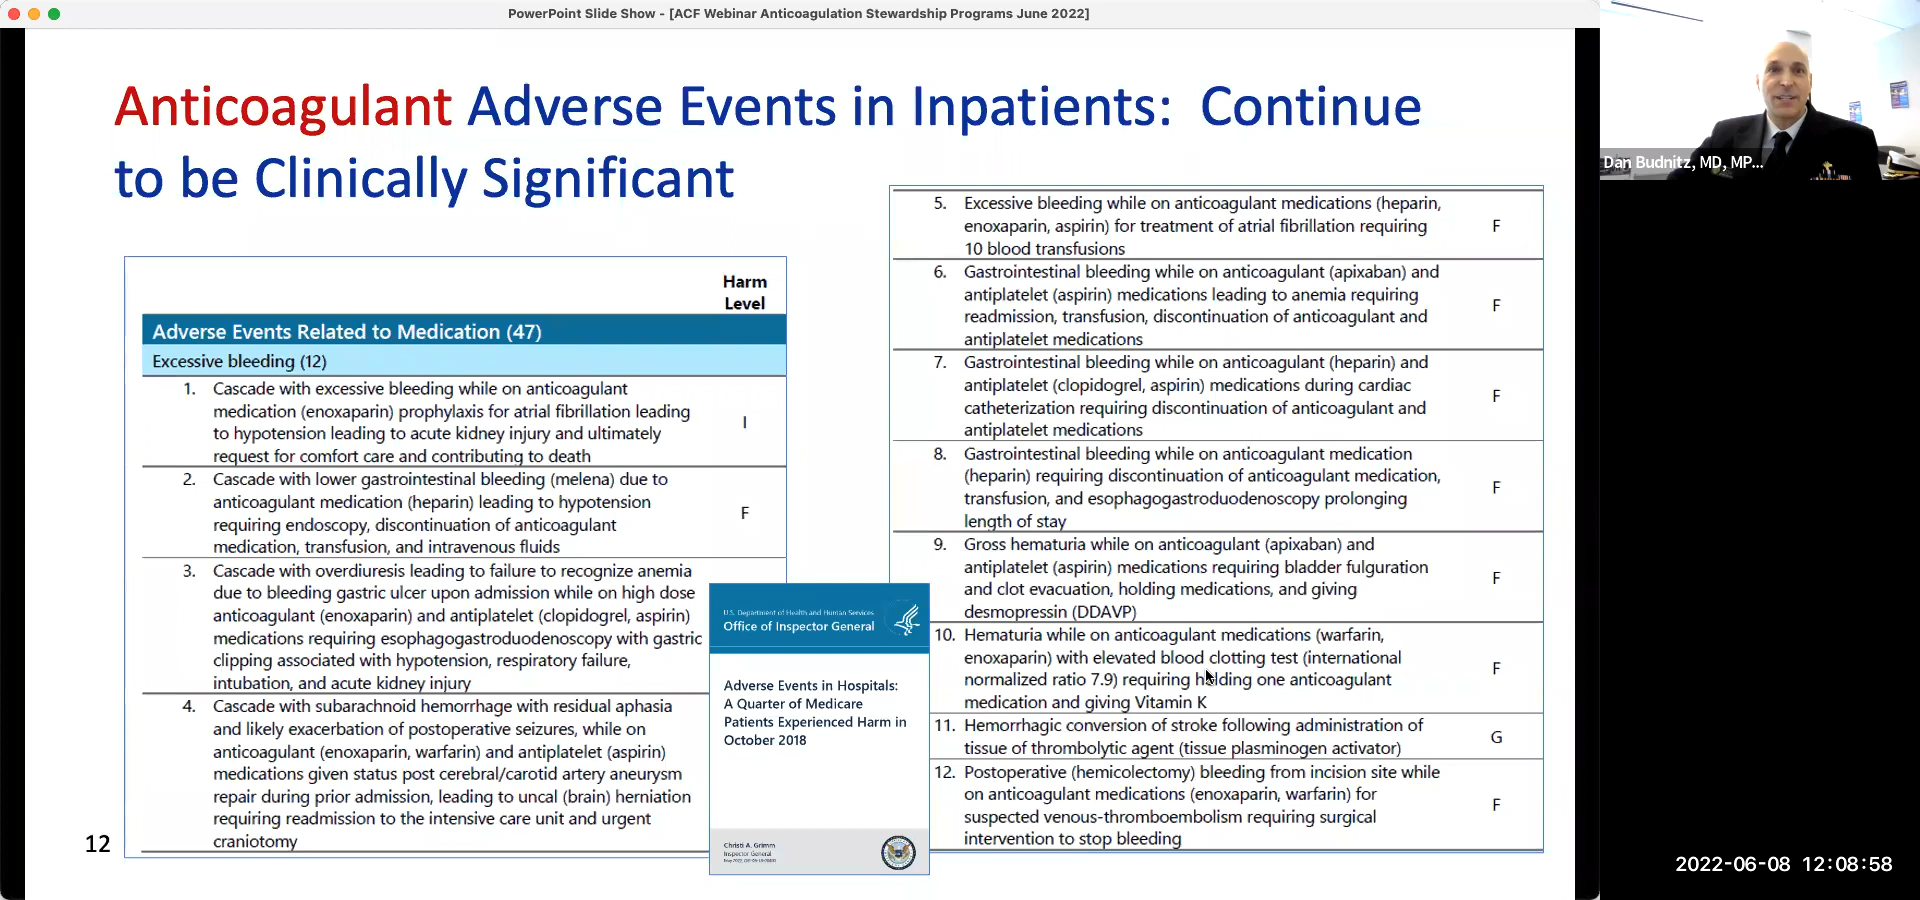 PowerPoint Slide Show - [ACF Webinar Anticoagulation Stewardship Programs June 2022]
Anticoagulant Adverse Events in Inpatients: Continue
to be Clinically Significant
Harm
Level
Adverse Events Related to Medication (47)
Excessive bleeding (12)
1. Cascade with excessive bleeding while on anticoagulant
medication (enoxaparin) prophylaxis for atrial fibrillation leading
to hypotension leading to acute kidney injury and ultimately
request for comfort care and contributing to death
I
2. Cascade with lower gastrointestinal bleeding (melena) due to
anticoagulant medication (heparin) leading to hypotension
requiring endoscopy, discontinuation of anticoagulant
medication, transfusion, and intravenous fluids
F
3. Cascade with overdiuresis leading to failure to recognize anemia
due to bleeding gastric ulcer upon admission while on high dose
anticoagulant (enoxaparin) and antiplatelet (clopidogrel, aspirin)
medications requiring esophagogastroduodenoscopy with gastric
clipping associated with hypotension, respiratory failure,
intubation, and acute kidney injury
4. Cascade with subarachnoid hemorrhage with residual aphasia
and likely exacerbation of postoperative seizures, while on
anticoagulant (enoxaparin, warfarin) and antiplatelet (aspirin)
medications given status post cerebral/carotid artery aneurysm
repair during prior admission, leading to uncal (brain) herniation
requiring readmission to the intensive care unit and urgent
craniotomy
12
U.S. Department of Health and Human Services
Office of Inspector General
Adverse Events in Hospitals:
A Quarter of Medicare
Patients Experienced Harm in
October 2018
Christi A. Grimm
Inspector General
5. Excessive bleeding while on anticoagulant medications (heparin,
enoxaparin, aspirin) for treatment of atrial fibrillation requiring
10 blood transfusions
F
6. Gastrointestinal bleeding while on anticoagulant (apixaban) and
antiplatelet (aspirin) medications leading to anemia requiring
readmission, transfusion, discontinuation of anticoagulant and
antiplatelet medications
F
7. Gastrointestinal bleeding while on anticoagulant (heparin) and
antiplatelet (clopidogrel, aspirin) medications during cardiac
catheterization requiring discontinuation of anticoagulant and
antiplatelet medications
F
8. Gastrointestinal bleeding while on anticoagulant medication
(heparin) requiring discontinuation of anticoagulant medication,
transfusion, and esophagogastroduodenoscopy prolonging
length of stay
F
9. Gross hematuria while on anticoagulant (apixaban) and
antiplatelet (aspirin) medications requiring bladder fulguration
and clot evacuation, holding medications, and giving
desmopressin (DDAVP)
F
10. Hematuria while on anticoagulant medications (warfarin,
enoxaparin) with elevated blood clotting test (international
normalized ratio 7.9) requiring holding one anticoagulant
medication and giving Vitamin K
F
11. Hemorrhagic conversion of stroke following administration of
tissue of thrombolytic agent (tissue plasminogen activator)
G
12. Postoperative (hemicolectomy) bleeding from incision site while
on anticoagulant medications (enoxaparin, warfarin) for
suspected venous-thromboembolism requiring surgical
intervention to stop bleeding
F
Dan Budnitz, MD, MP...
2022-06-08 12:08:58